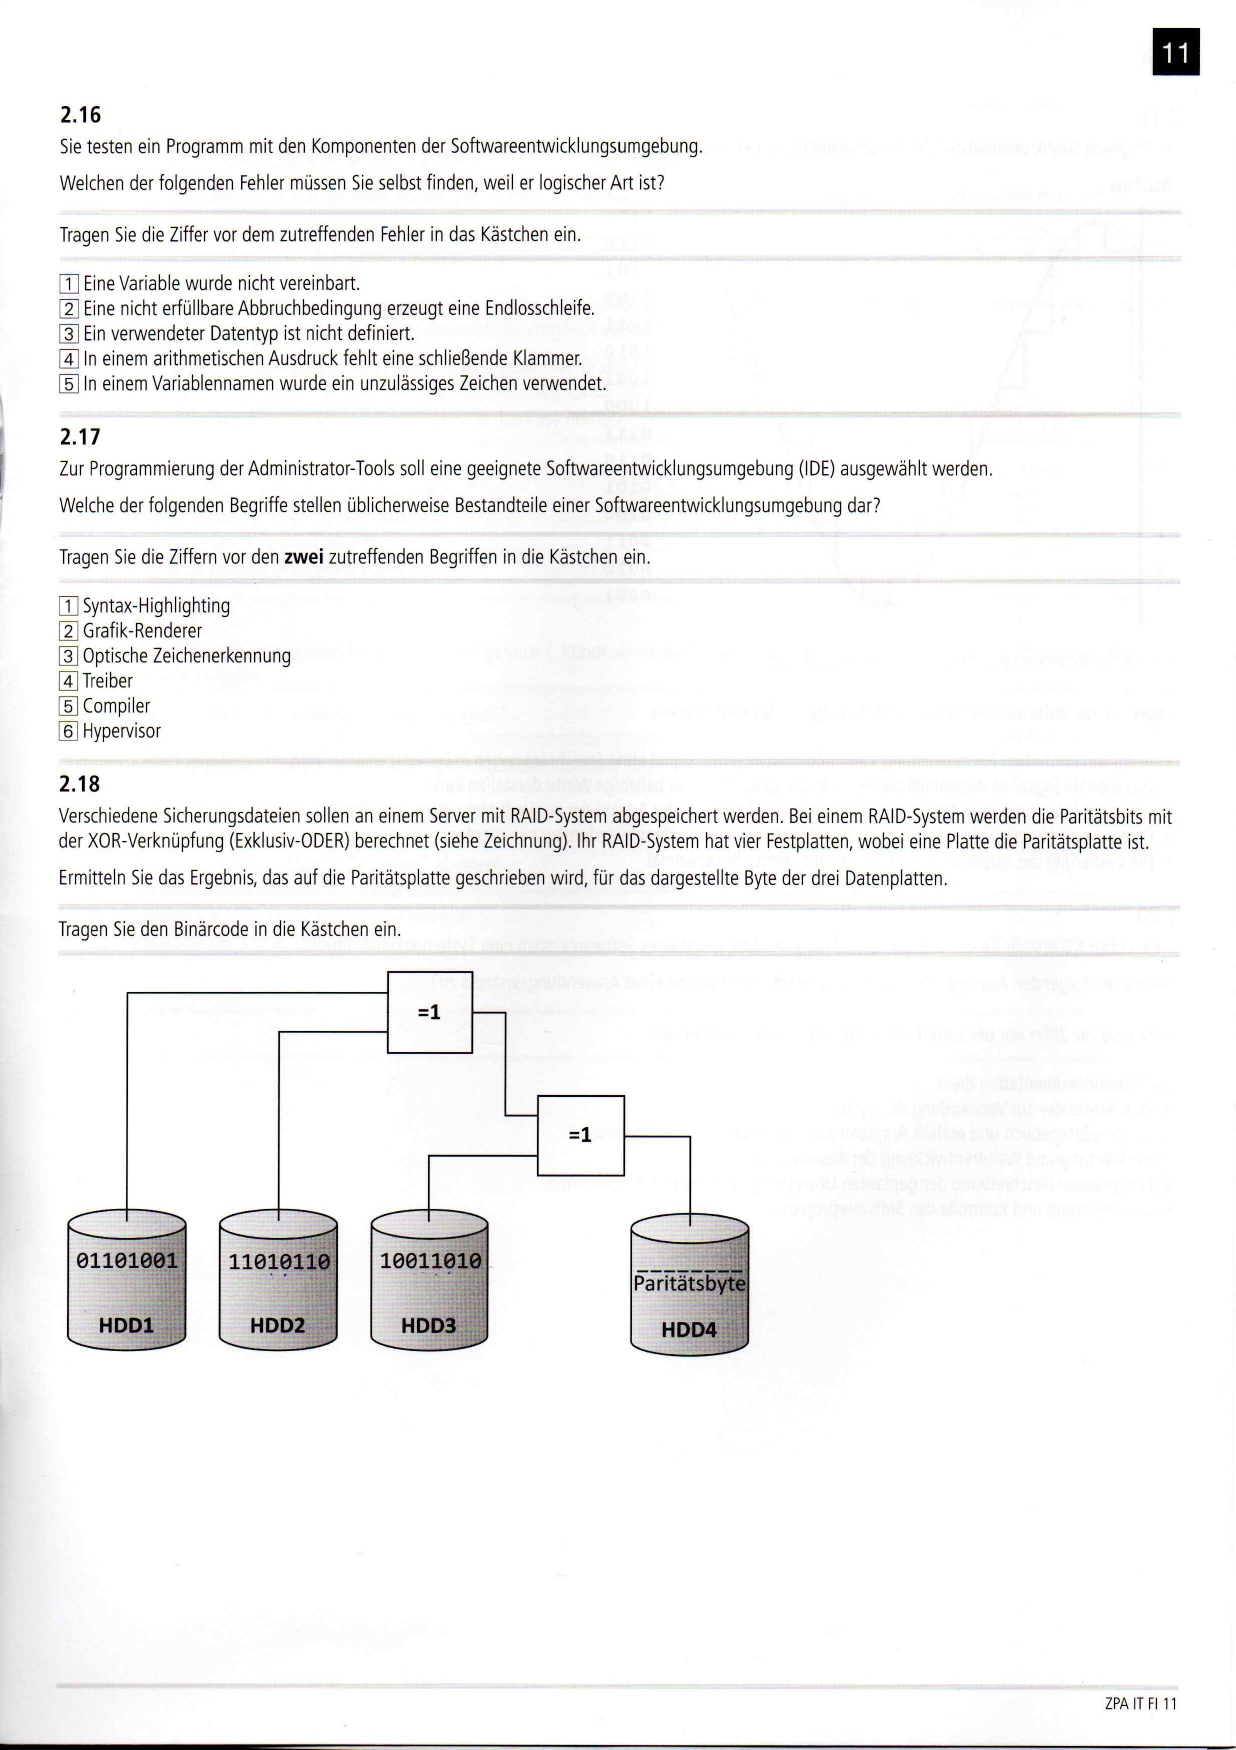 11
2.16
Sie testen ein Programm mit den Komponenten der Softwareentwicklungsumgebung.
Welchen der folgenden Fehler müssen Sie selbst finden, weil er logischer Art ist?
Tragen Sie die Ziffer vor dem zutreffenden Fehler in das Kästchen ein.
1 Eine Variable wurde nicht vereinbart.
2 Eine nicht erfüllbare Abbruchbedingung erzeugt eine Endlosschleife.
3 Ein verwendeter Datentyp ist nicht definiert.
4 In einem arithmetischen Ausdruck fehlt eine schließende Klammer.
5 In einem Variablennamen wurde ein unzulässiges Zeichen verwendet.
2.17
Zur Programmierung der Administrator-Tools soll eine geeignete Softwareentwicklungsumgebung (IDE) ausgewählt werden.
Welche der folgenden Begriffe stellen üblicherweise Bestandteile einer Softwareentwicklungsumgebung dar?
Tragen Sie die Ziffern vor den zwei zutreffenden Begriffen in die Kästchen ein.
1 Syntax-Highlighting
2 Grafik-Renderer
3 Optische Zeichenerkennung
4 Treiber
5 Compiler
6 Hypervisor
2.18
Verschiedene Sicherungsdateien sollen an einem Server mit RAID-System abgespeichert werden. Bei einem RAID-System werden die Paritätsbits mit
der XOR-Verknüpfung (Exklusiv-ODER) berechnet (siehe Zeichnung). Ihr RAID-System hat vier Festplatten, wobei eine Platte die Paritätsplatte ist.
Ermitteln Sie das Ergebnis, das auf die Paritätsplatte geschrieben wird, für das dargestellte Byte der drei Datenplatten.
Tragen Sie den Binärcode in die Kästchen ein.
=1
=1
01101001 11010110 10011010 ________
Paritätsbyte
HDD1 HDD2 HDD3 HDD4
ZPA IT FI 11